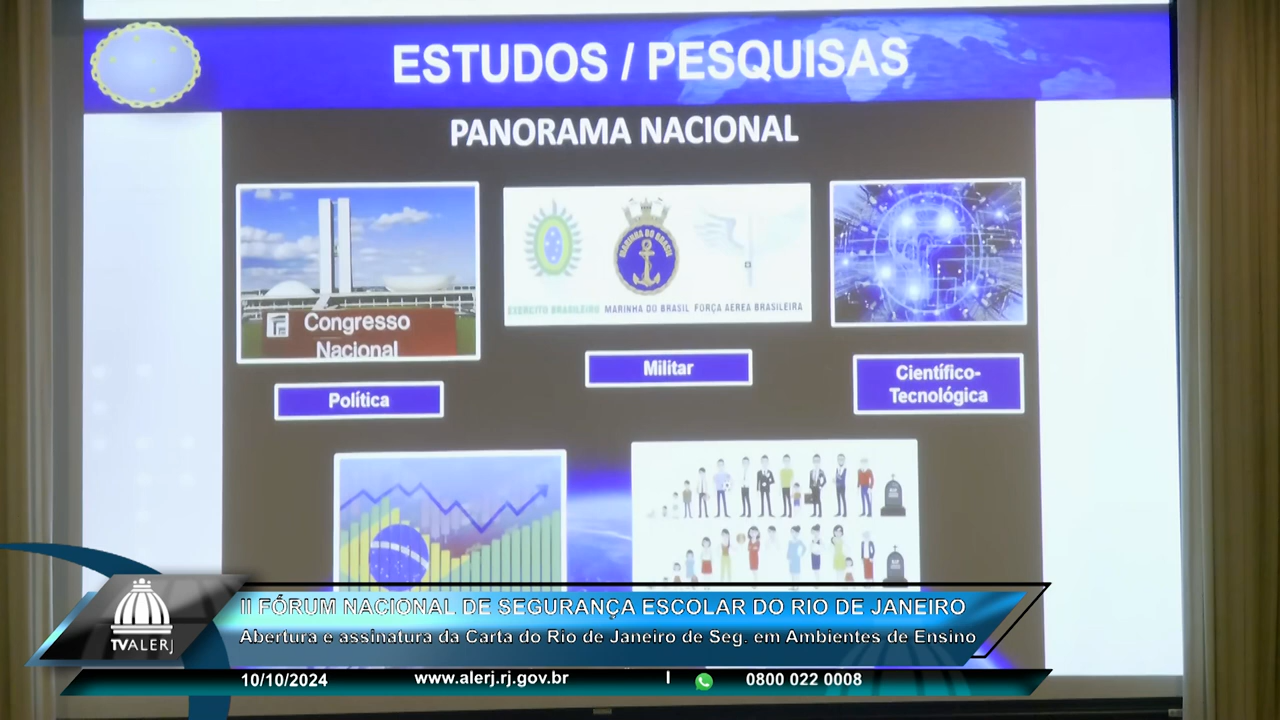 ESTUDOS / PESQUISAS
PANORAMA NACIONAL
Congresso
Nacional
MARINHA DO BRASIL
EXERCITO BRASILEIRO MARINHA DO BRASIL FORÇA AEREA BRASILEIRA
Política
Militar
Científico-
Tecnológica
II FÓRUM NACIONAL DE SEGURANÇA ESCOLAR DO RIO DE JANEIRO
Abertura e assinatura da Carta do Rio de Janeiro de Seg. em Ambientes de Ensino
TVALERJ
10/10/2024 www.alerj.rj.gov.br I 0800 022 0008